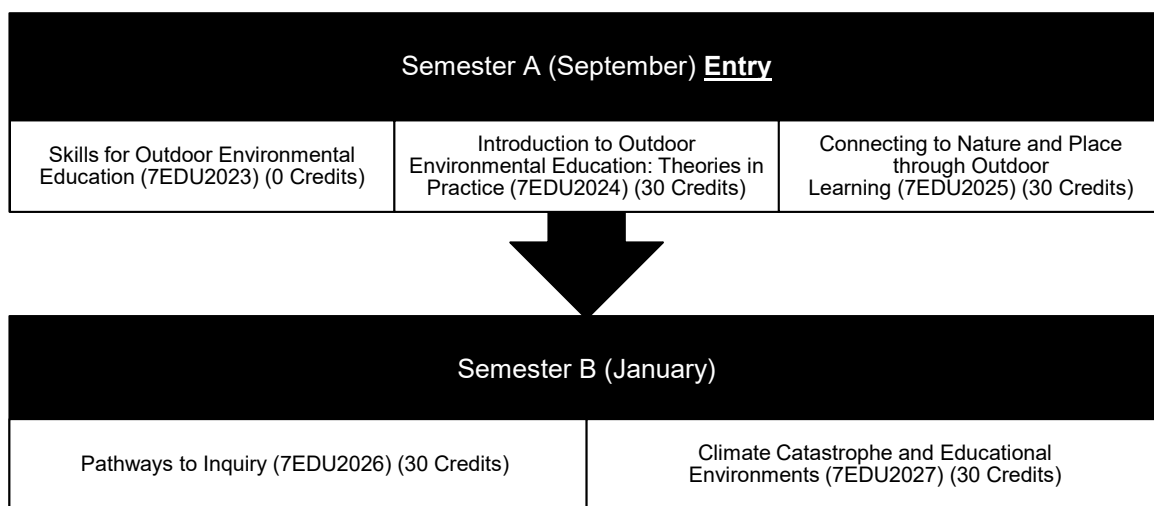 Semester A (September) Entry
Skills for Outdoor Environmental
Education (7EDU2023) (0 Credits)
Introduction to Outdoor
Environmental Education: Theories in
Practice (7EDU2024) (30 Credits)
Connecting to Nature and Place
through Outdoor
Learning (7EDU2025) (30 Credits)
Semester B (January)
Pathways to Inquiry (7EDU2026) (30 Credits)
Climate Catastrophe and Educational
Environments (7EDU2027) (30 Credits)